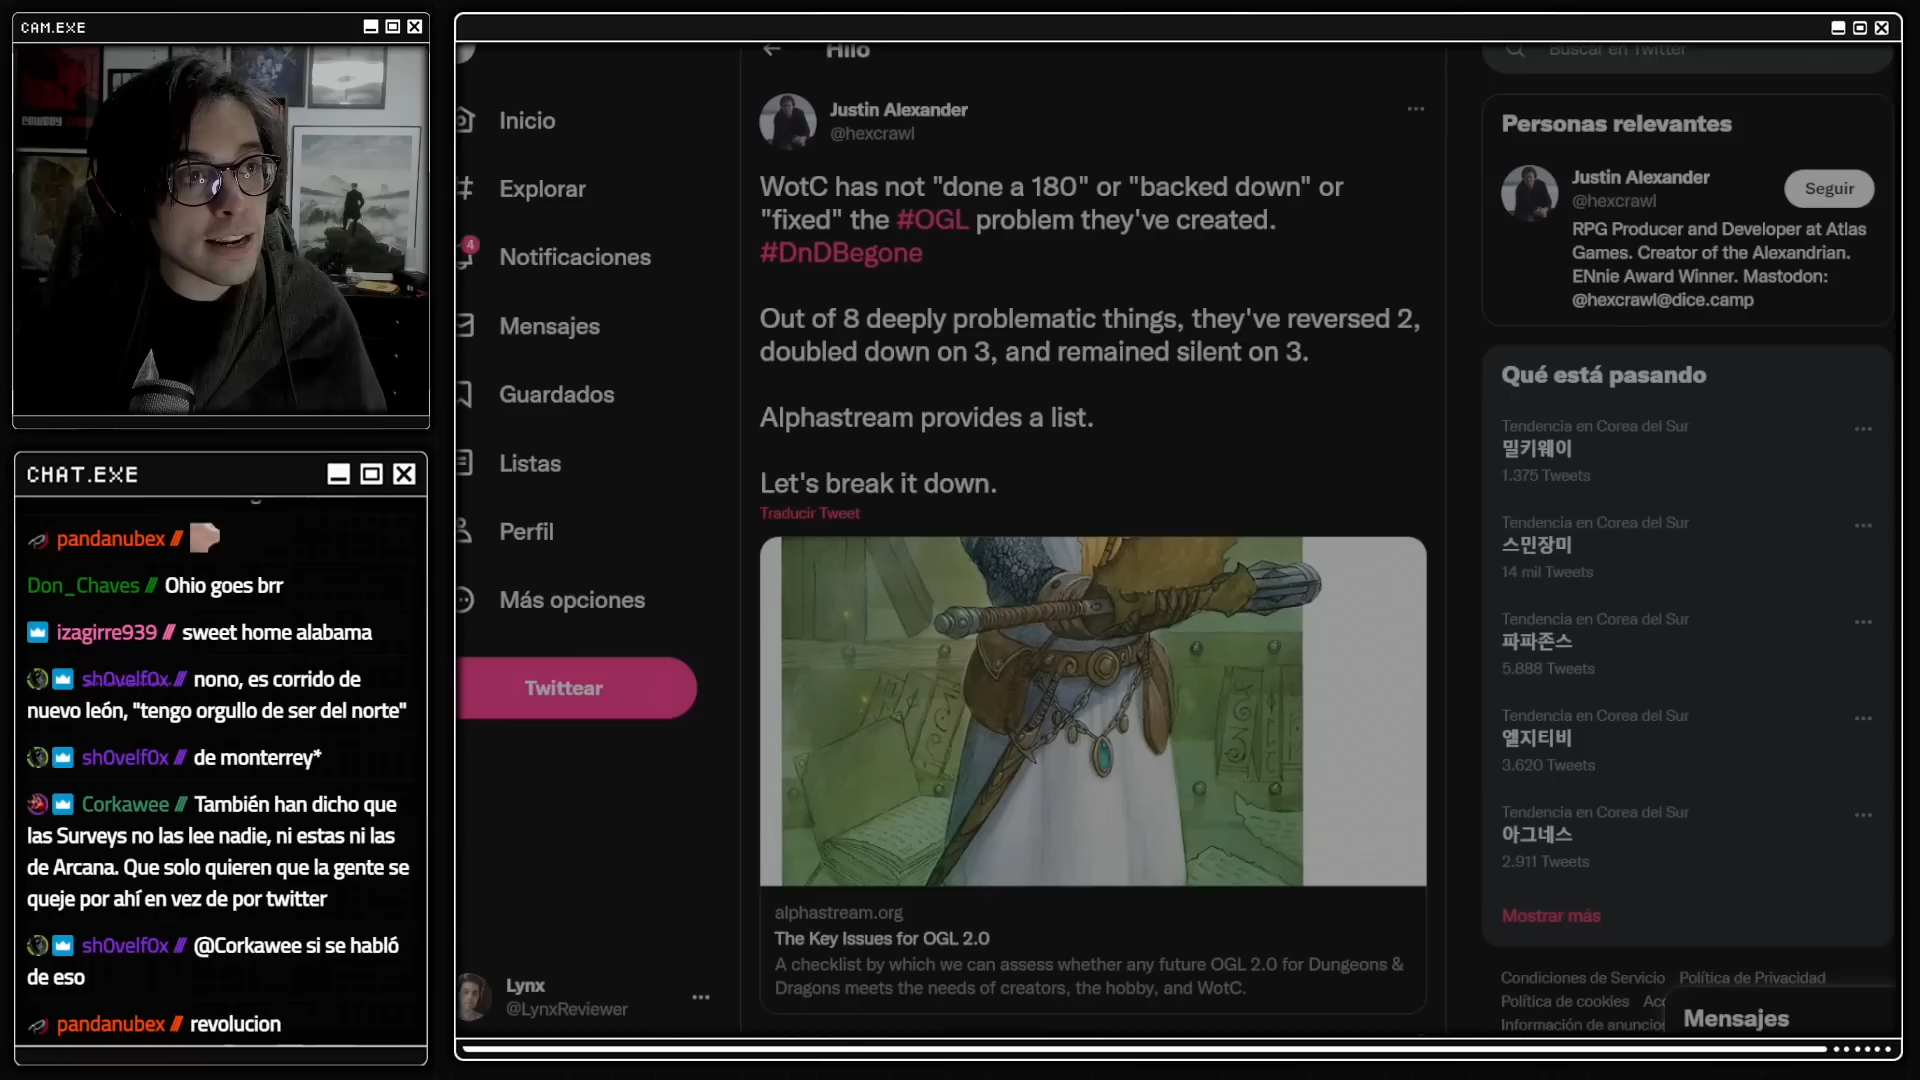 CAM.EXE
COWBOY
CHAT.EXE
pandanubex //
Don_Chaves // Ohio goes brr
izagirre939 // sweet home alabama
sh0velf0x // nono, es corrido de
nuevo león, "tengo orgullo de ser del norte"
sh0velf0x // de monterrey*
Corkawee // También han dicho que
las Surveys no las lee nadie, ni estas ni las
de Arcana. Que solo quieren que la gente se
queje por ahí en vez de por twitter
sh0velf0x // @Corkawee si se habló
de eso
pandanubex // revolucion
Inicio
Explorar
4
Notificaciones
Mensajes
Guardados
Listas
Perfil
Más opciones
Twittear
Lynx
@LynxReviewer
Hilo
Justin Alexander
@hexcrawl
WotC has not "done a 180" or "backed down" or
"fixed" the #OGL problem they've created.
#DnDBegone
Out of 8 deeply problematic things, they've reversed 2,
doubled down on 3, and remained silent on 3.
Alphastream provides a list.
Let's break it down.
Traducir Tweet
alphastream.org
The Key Issues for OGL 2.0
A checklist by which we can assess whether any future OGL 2.0 for Dungeons &
Dragons meets the needs of creators, the hobby, and WotC.
Buscar en Twitter
Personas relevantes
Justin Alexander
@hexcrawl
Seguir
RPG Producer and Developer at Atlas
Games. Creator of the Alexandrian.
ENnie Award Winner. Mastodon:
@hexcrawl@dice.camp
Qué está pasando
Tendencia en Corea del Sur
밀키웨이
1.375 Tweets
Tendencia en Corea del Sur
스민장미
14 mil Tweets
Tendencia en Corea del Sur
파파존스
5.888 Tweets
Tendencia en Corea del Sur
엘지티비
3.620 Tweets
Tendencia en Corea del Sur
아그네스
2.911 Tweets
Mostrar más
Condiciones de Servicio Política de Privacidad
Política de cookies
Información de anuncios
Mensajes